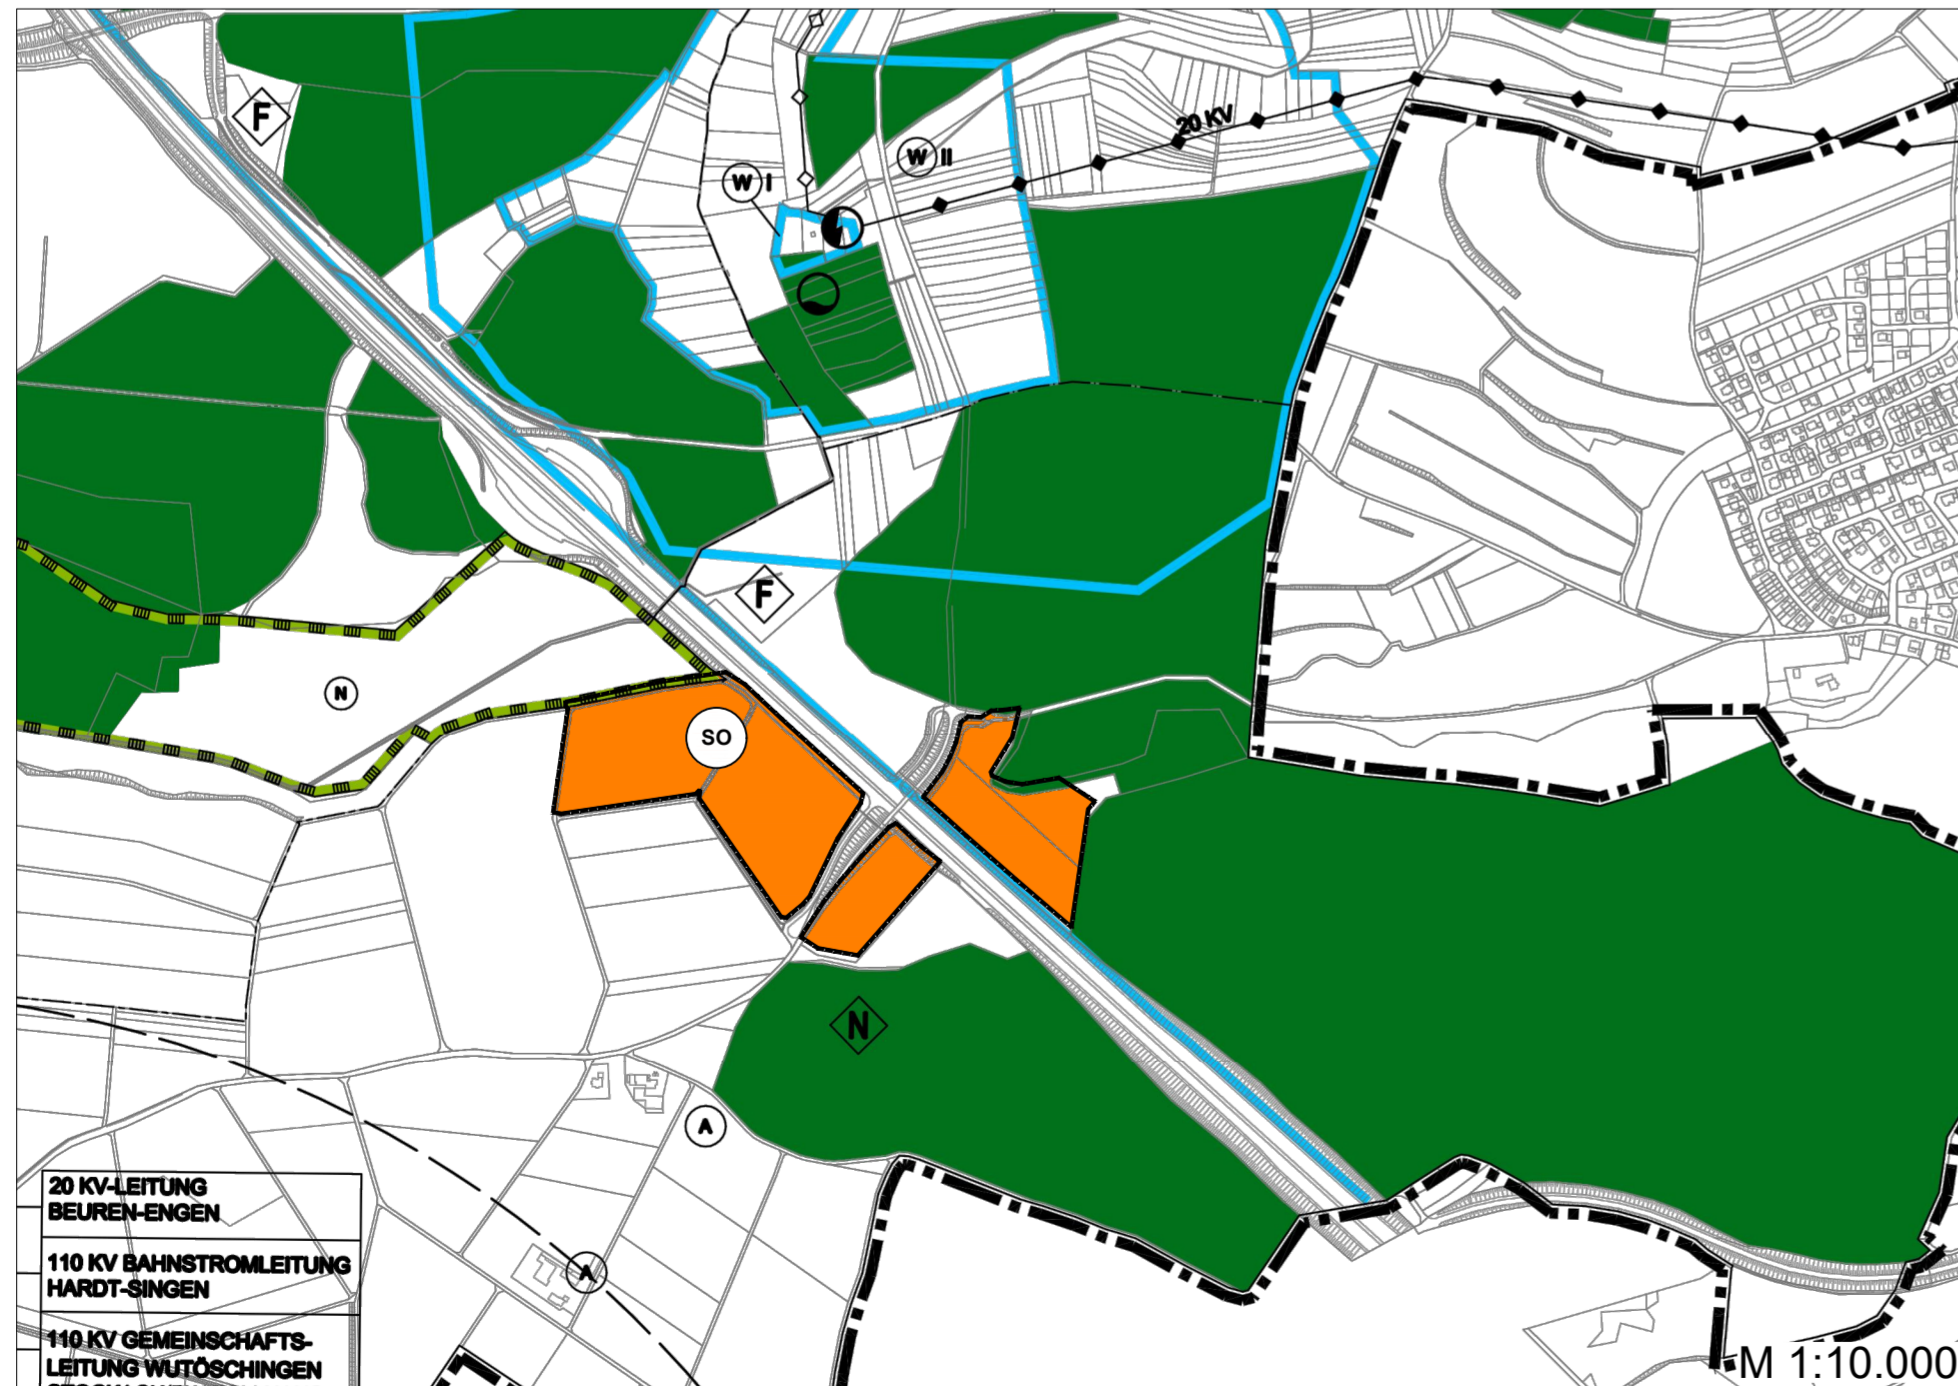 F
20 KV
W II
W I
F
N
SO
N
A
A
20 KV-LEITUNG
BEUREN-ENGEN
110 KV BAHNSTROMLEITUNG
HARDT-SINGEN
110 KV GEMEINSCHAFTS-
LEITUNG WUTÖSCHINGEN
M 1:10.000